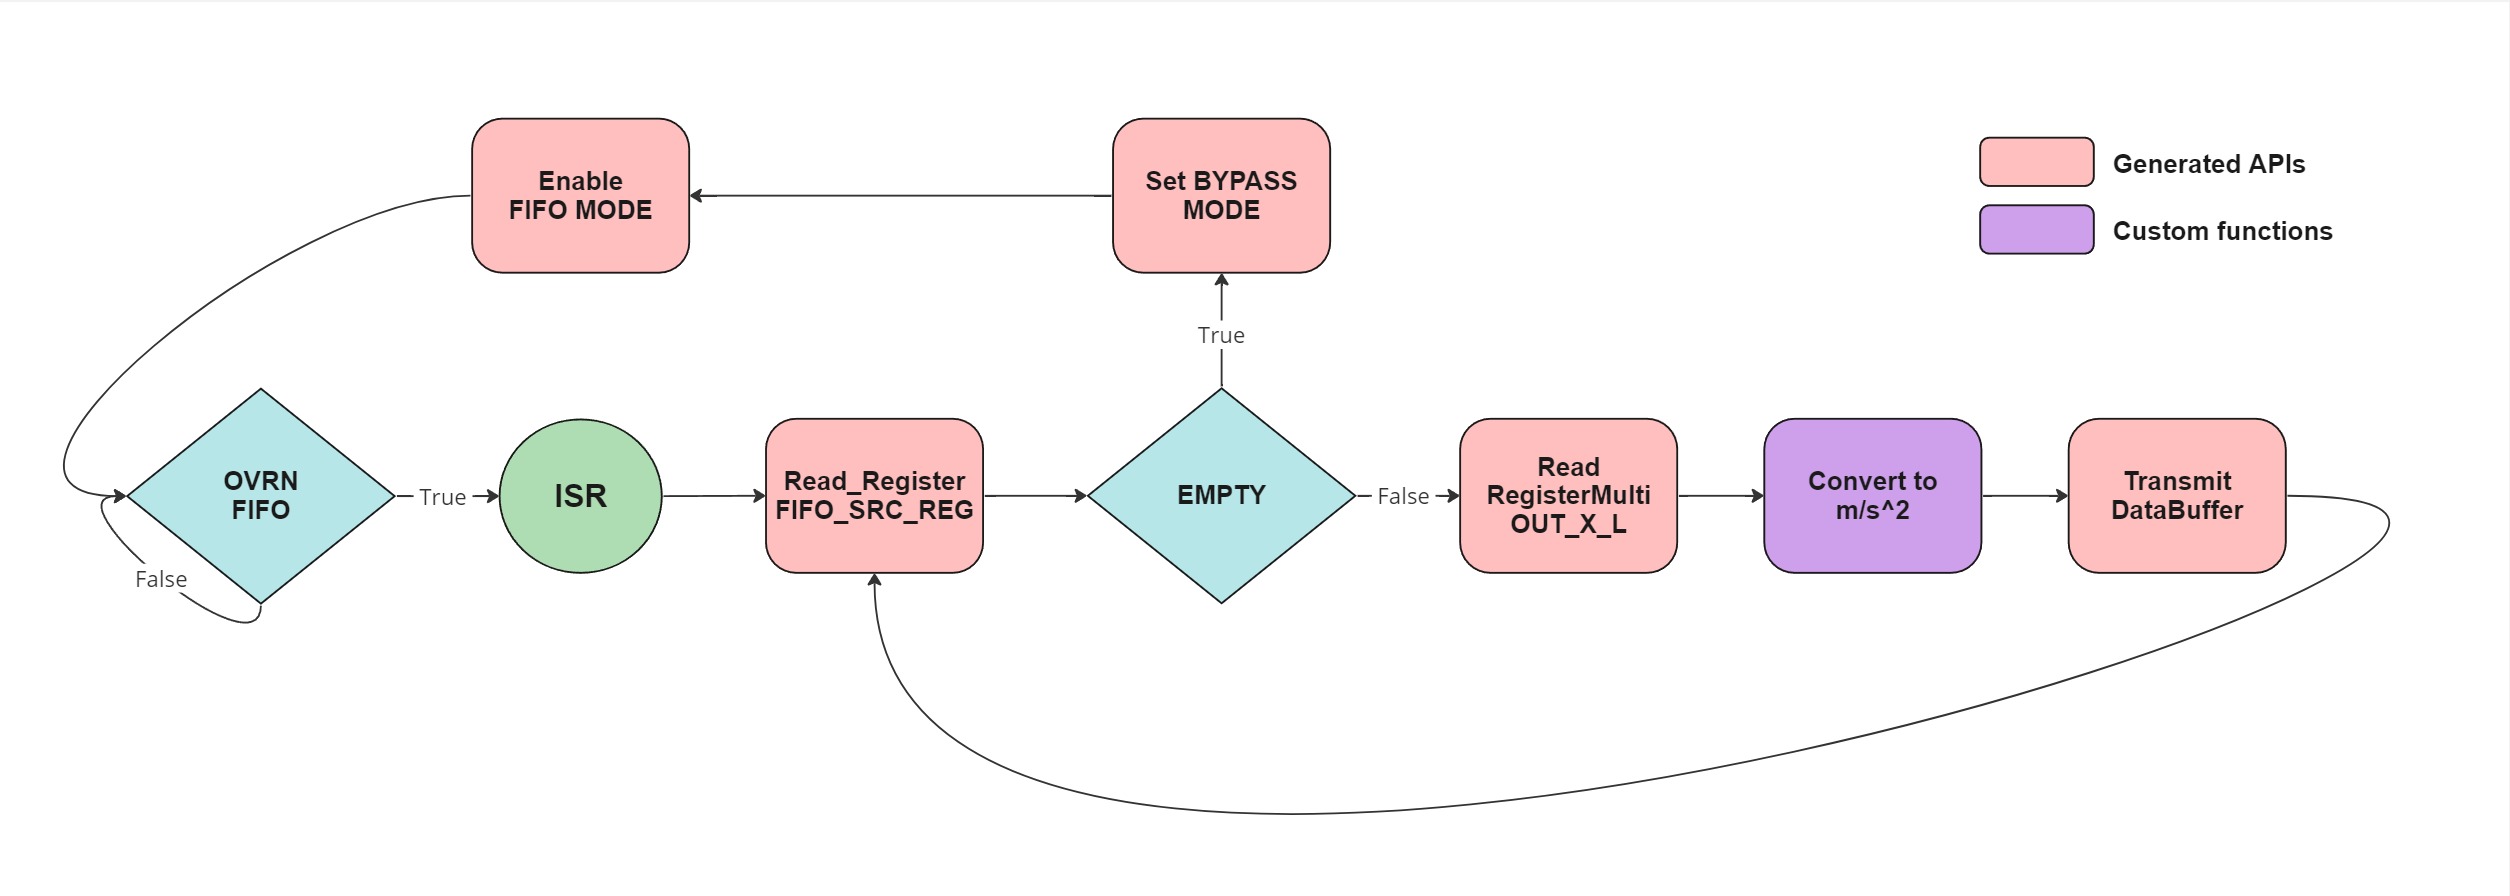 Enable
FIFO MODE
Set BYPASS
MODE
Generated APIs
Custom functions
True
OVRN
FIFO
True
False
ISR
Read_Register
FIFO_SRC_REG
EMPTY
False
Read
RegisterMulti
OUT_X_L
Convert to
m/s^2
Transmit
DataBuffer